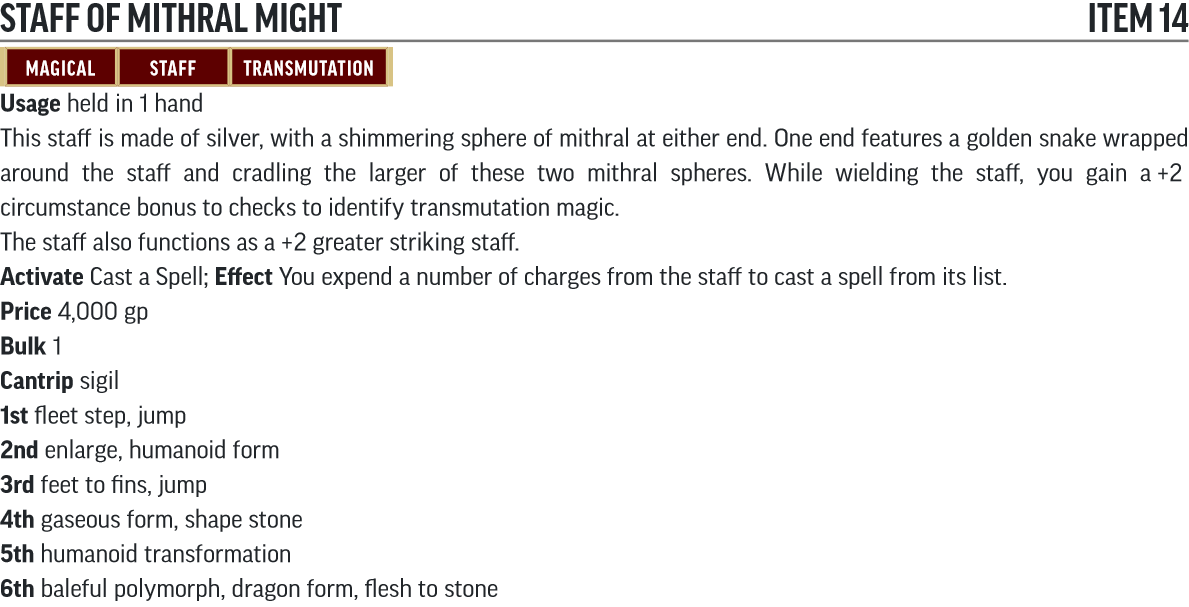 STAFF OF MITHRAL MIGHT ITEM 14
MAGICAL STAFF TRANSMUTATION
Usage held in 1 hand
This staff is made of silver, with a shimmering sphere of mithral at either end. One end features a golden snake wrapped
around the staff and cradling the larger of these two mithral spheres. While wielding the staff, you gain a +2
circumstance bonus to checks to identify transmutation magic.
The staff also functions as a +2 greater striking staff.
Activate Cast a Spell; Effect You expend a number of charges from the staff to cast a spell from its list.
Price 4,000 gp
Bulk 1
Cantrip sigil
1st fleet step, jump
2nd enlarge, humanoid form
3rd feet to fins, jump
4th gaseous form, shape stone
5th humanoid transformation
6th baleful polymorph, dragon form, flesh to stone